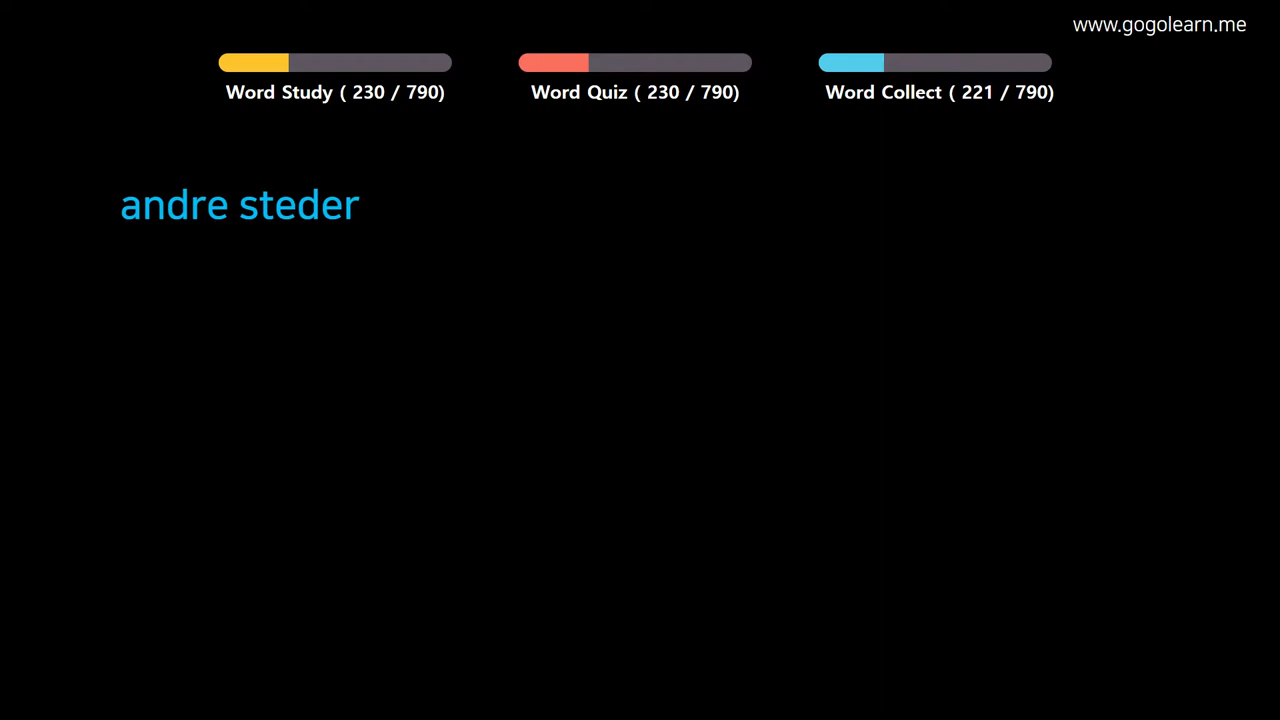 www.gogolearn.me
Word Study ( 230 / 790)
Word Quiz ( 230 / 790)
Word Collect ( 221 / 790)
andre steder